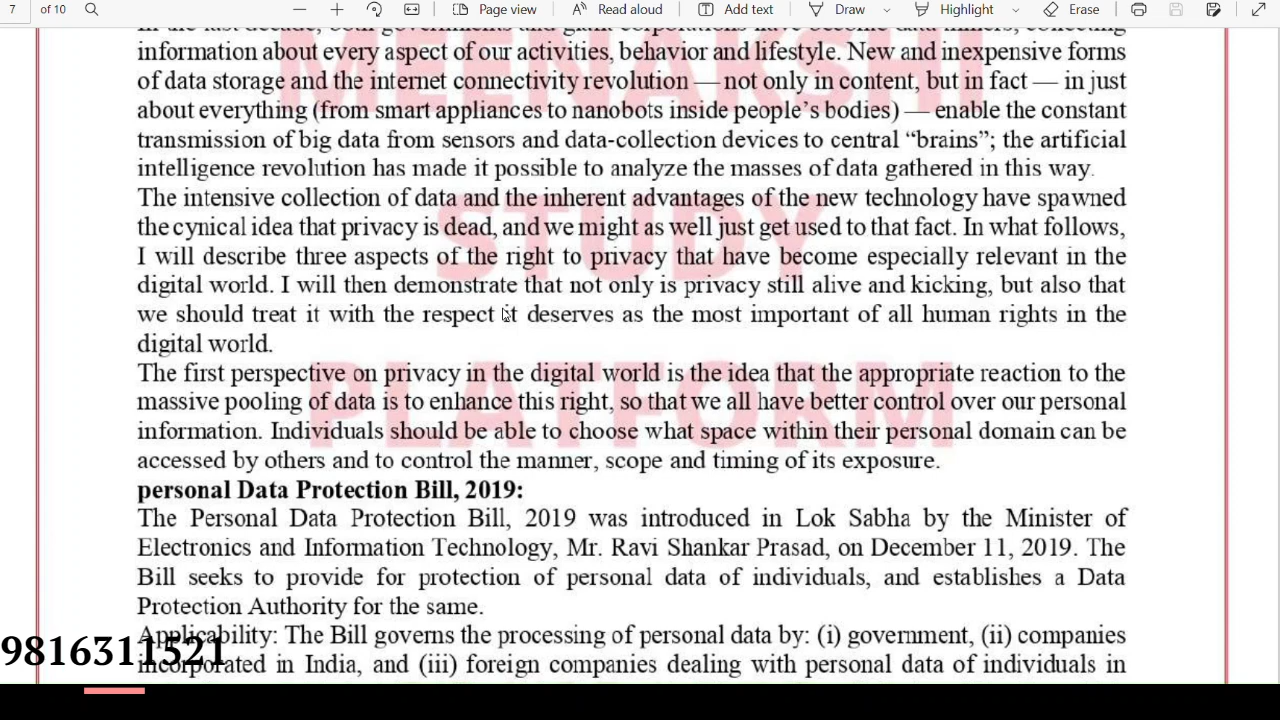 7 of 10 Page view Read aloud Add text Draw Highlight Erase
In the last decade, both governments and giant corporations have become data miners, collecting
information about every aspect of our activities, behavior and lifestyle. New and inexpensive forms
of data storage and the internet connectivity revolution — not only in content, but in fact — in just
about everything (from smart appliances to nanobots inside people's bodies) — enable the constant
transmission of big data from sensors and data-collection devices to central “brains”; the artificial
intelligence revolution has made it possible to analyze the masses of data gathered in this way.
The intensive collection of data and the inherent advantages of the new technology have spawned
the cynical idea that privacy is dead, and we might as well just get used to that fact. In what follows,
I will describe three aspects of the right to privacy that have become especially relevant in the
digital world. I will then demonstrate that not only is privacy still alive and kicking, but also that
we should treat it with the respect it deserves as the most important of all human rights in the
digital world.
The first perspective on privacy in the digital world is the idea that the appropriate reaction to the
massive pooling of data is to enhance this right, so that we all have better control over our personal
information. Individuals should be able to choose what space within their personal domain can be
accessed by others and to control the manner, scope and timing of its exposure.
personal Data Protection Bill, 2019:
The Personal Data Protection Bill, 2019 was introduced in Lok Sabha by the Minister of
Electronics and Information Technology, Mr. Ravi Shankar Prasad, on December 11, 2019. The
Bill seeks to provide for protection of personal data of individuals, and establishes a Data
Protection Authority for the same.
Applicability: The Bill governs the processing of personal data by: (i) government, (ii) companies
incorporated in India, and (iii) foreign companies dealing with personal data of individuals in
9816311521
MEENAKSHI
STUDY
PLATFORM